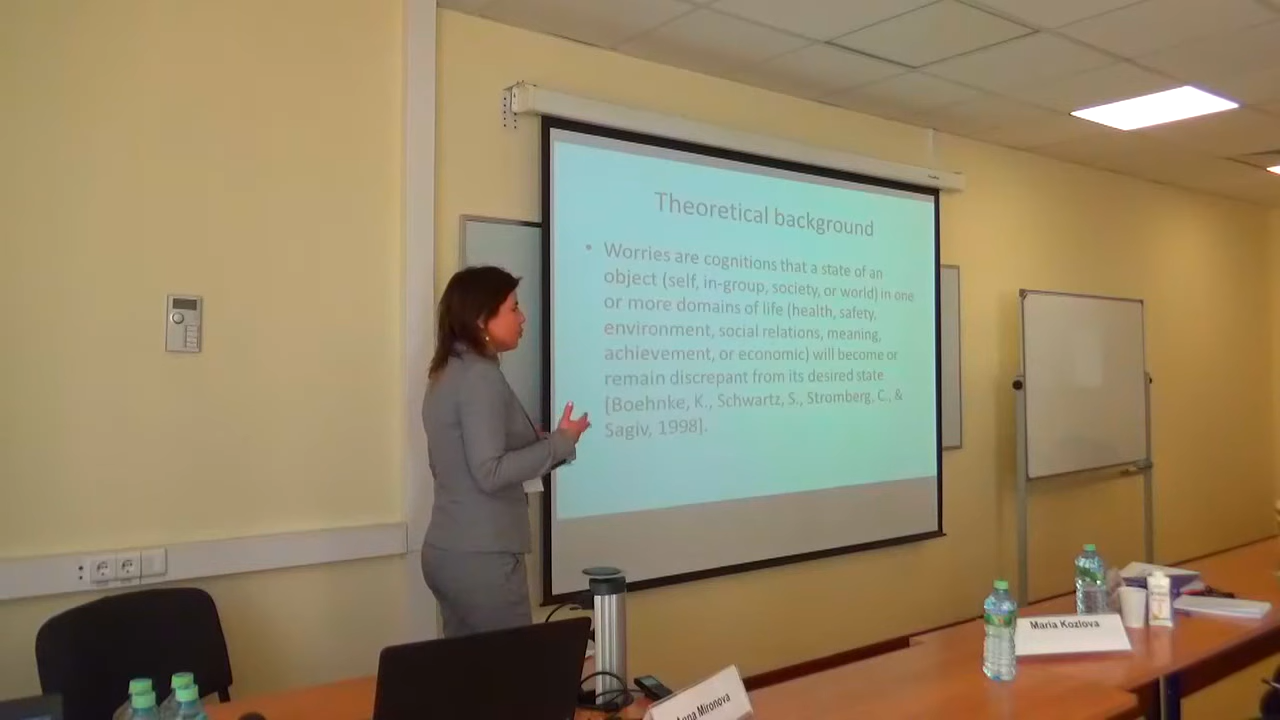 Theoretical background
• Worries are cognitions that a state of an
object (self, in-group, society, or world) in one
or more domains of life (health, safety,
environment, social relations, meaning,
achievement, or economic) will become or
remain discrepant from its desired state
[Boehnke, K., Schwartz, S., Stromberg, C., &
Sagiv, 1998].
Maria Kozlova
Anna Mironova